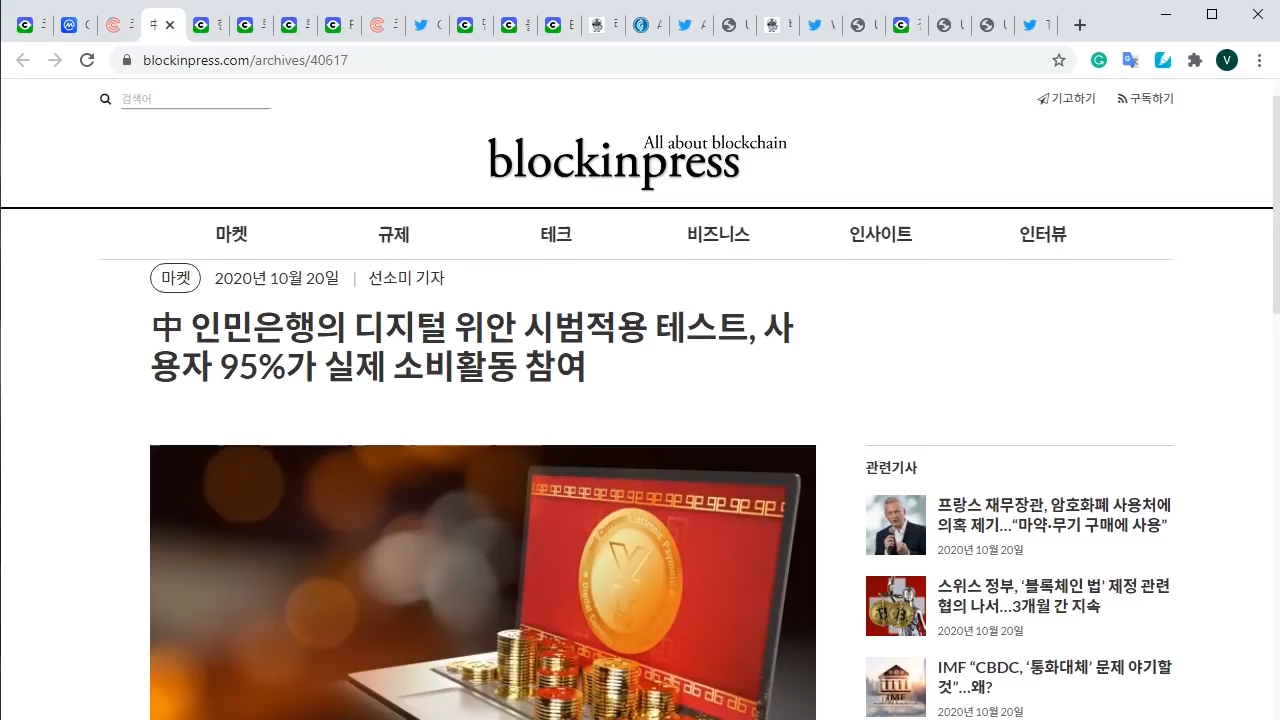 blockinpress.com/archives/40617
V
검색어
기고하기
구독하기
All about blockchain
blockinpress
마켓
규제
테크
비즈니스
인사이트
인터뷰
마켓
2020년 10월 20일 | 선소미 기자
中 인민은행의 디지털 위안 시범적용 테스트, 사
용자 95%가 실제 소비활동 참여
관련기사
프랑스 재무장관, 암호화폐 사용처에
의혹 제기…“마약·무기 구매에 사용”
2020년 10월 20일
스위스 정부, ‘블록체인 법’ 제정 관련
협의 나서…3개월 간 지속
2020년 10월 20일
IMF “CBDC, ‘통화대체’ 문제 야기할
것”…왜?
2020년 10월 20일
IMF